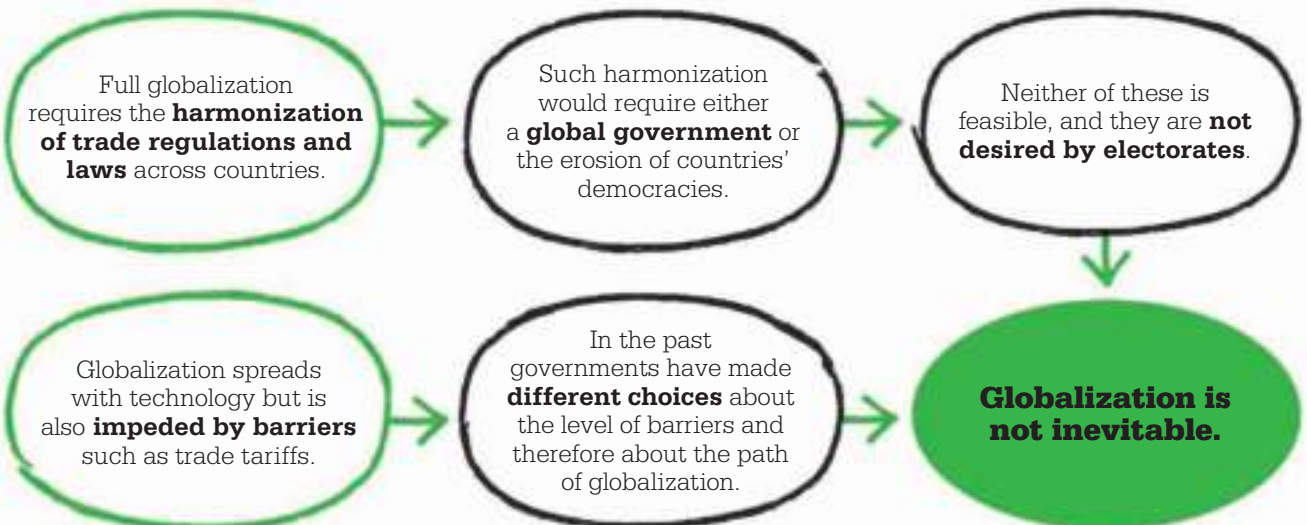 Full globalization
requires the harmonization
of trade regulations and
laws across countries.
Such harmonization
would require either
a global government or
the erosion of countries’
democracies.
Neither of these is
feasible, and they are not
desired by electorates.
Globalization spreads
with technology but is
also impeded by barriers
such as trade tariffs.
In the past
governments have made
different choices about
the level of barriers and
therefore about the path
of globalization.
Globalization is
not inevitable.